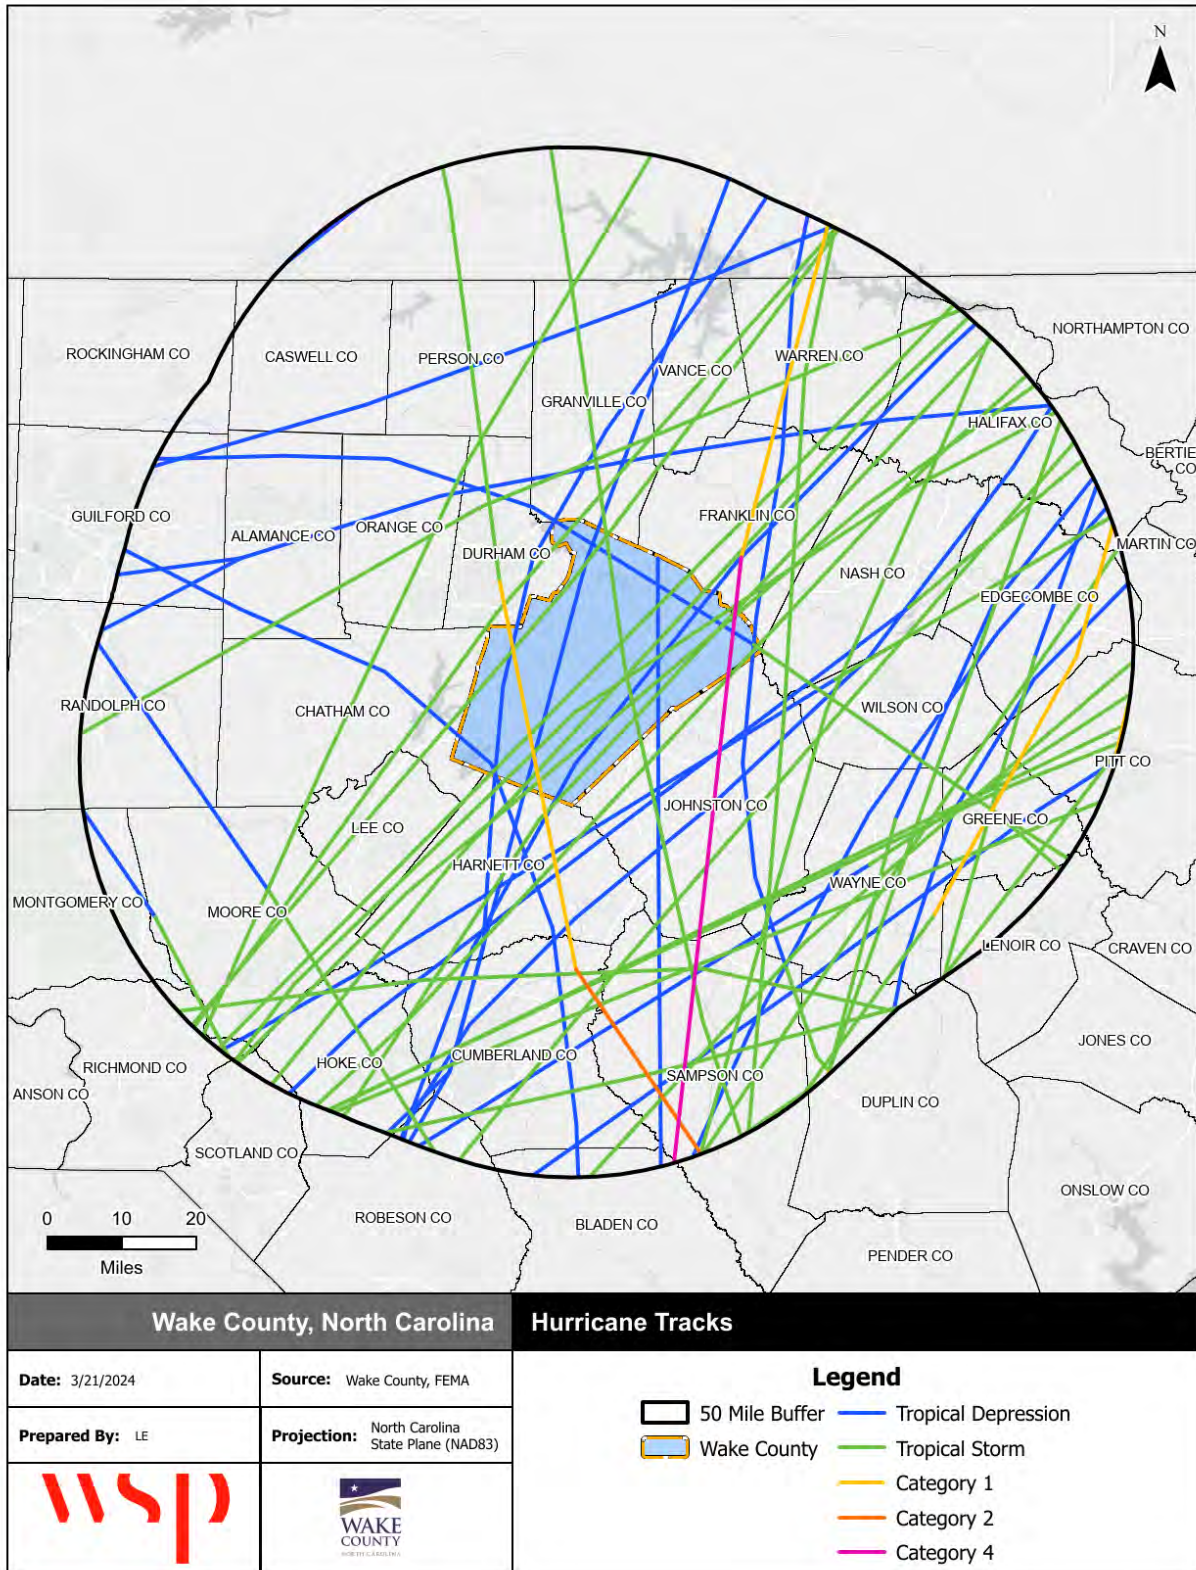 N
NORTHAMPTON CO
ROCKINGHAM CO
CASWELL CO
PERSON CO
WARREN CO
VANCE CO
GRANVILLE CO
HALIFAX CO
BERTIE
CO
GUILFORD CO
ALAMANCE CO
ORANGE CO
FRANKLIN CO
DURHAM CO
MARTIN CO
NASH CO
EDGECOMBE CO
RANDOLPH CO
CHATHAM CO
WILSON CO
PITT CO
JOHNSTON CO
GREENE CO
LEE CO
HARNETT CO
WAYNE CO
MONTGOMERY CO
MOORE CO
LENOIR CO
CRAVEN CO
JONES CO
RICHMOND CO
HOKE CO
CUMBERLAND CO
SAMPSON CO
ANSON CO
DUPLIN CO
SCOTLAND CO
ONSLOW CO
ROBESON CO
BLADEN CO
PENDER CO
0 10 20
Miles
Wake County, North Carolina
Hurricane Tracks
Date: 3/21/2024
Source: Wake County, FEMA
Prepared By: LE
Projection: North Carolina
State Plane (NAD83)
wsp
WAKE
COUNTY
NORTH CAROLINA
Legend
50 Mile Buffer
Wake County
Tropical Depression
Tropical Storm
Category 1
Category 2
Category 4